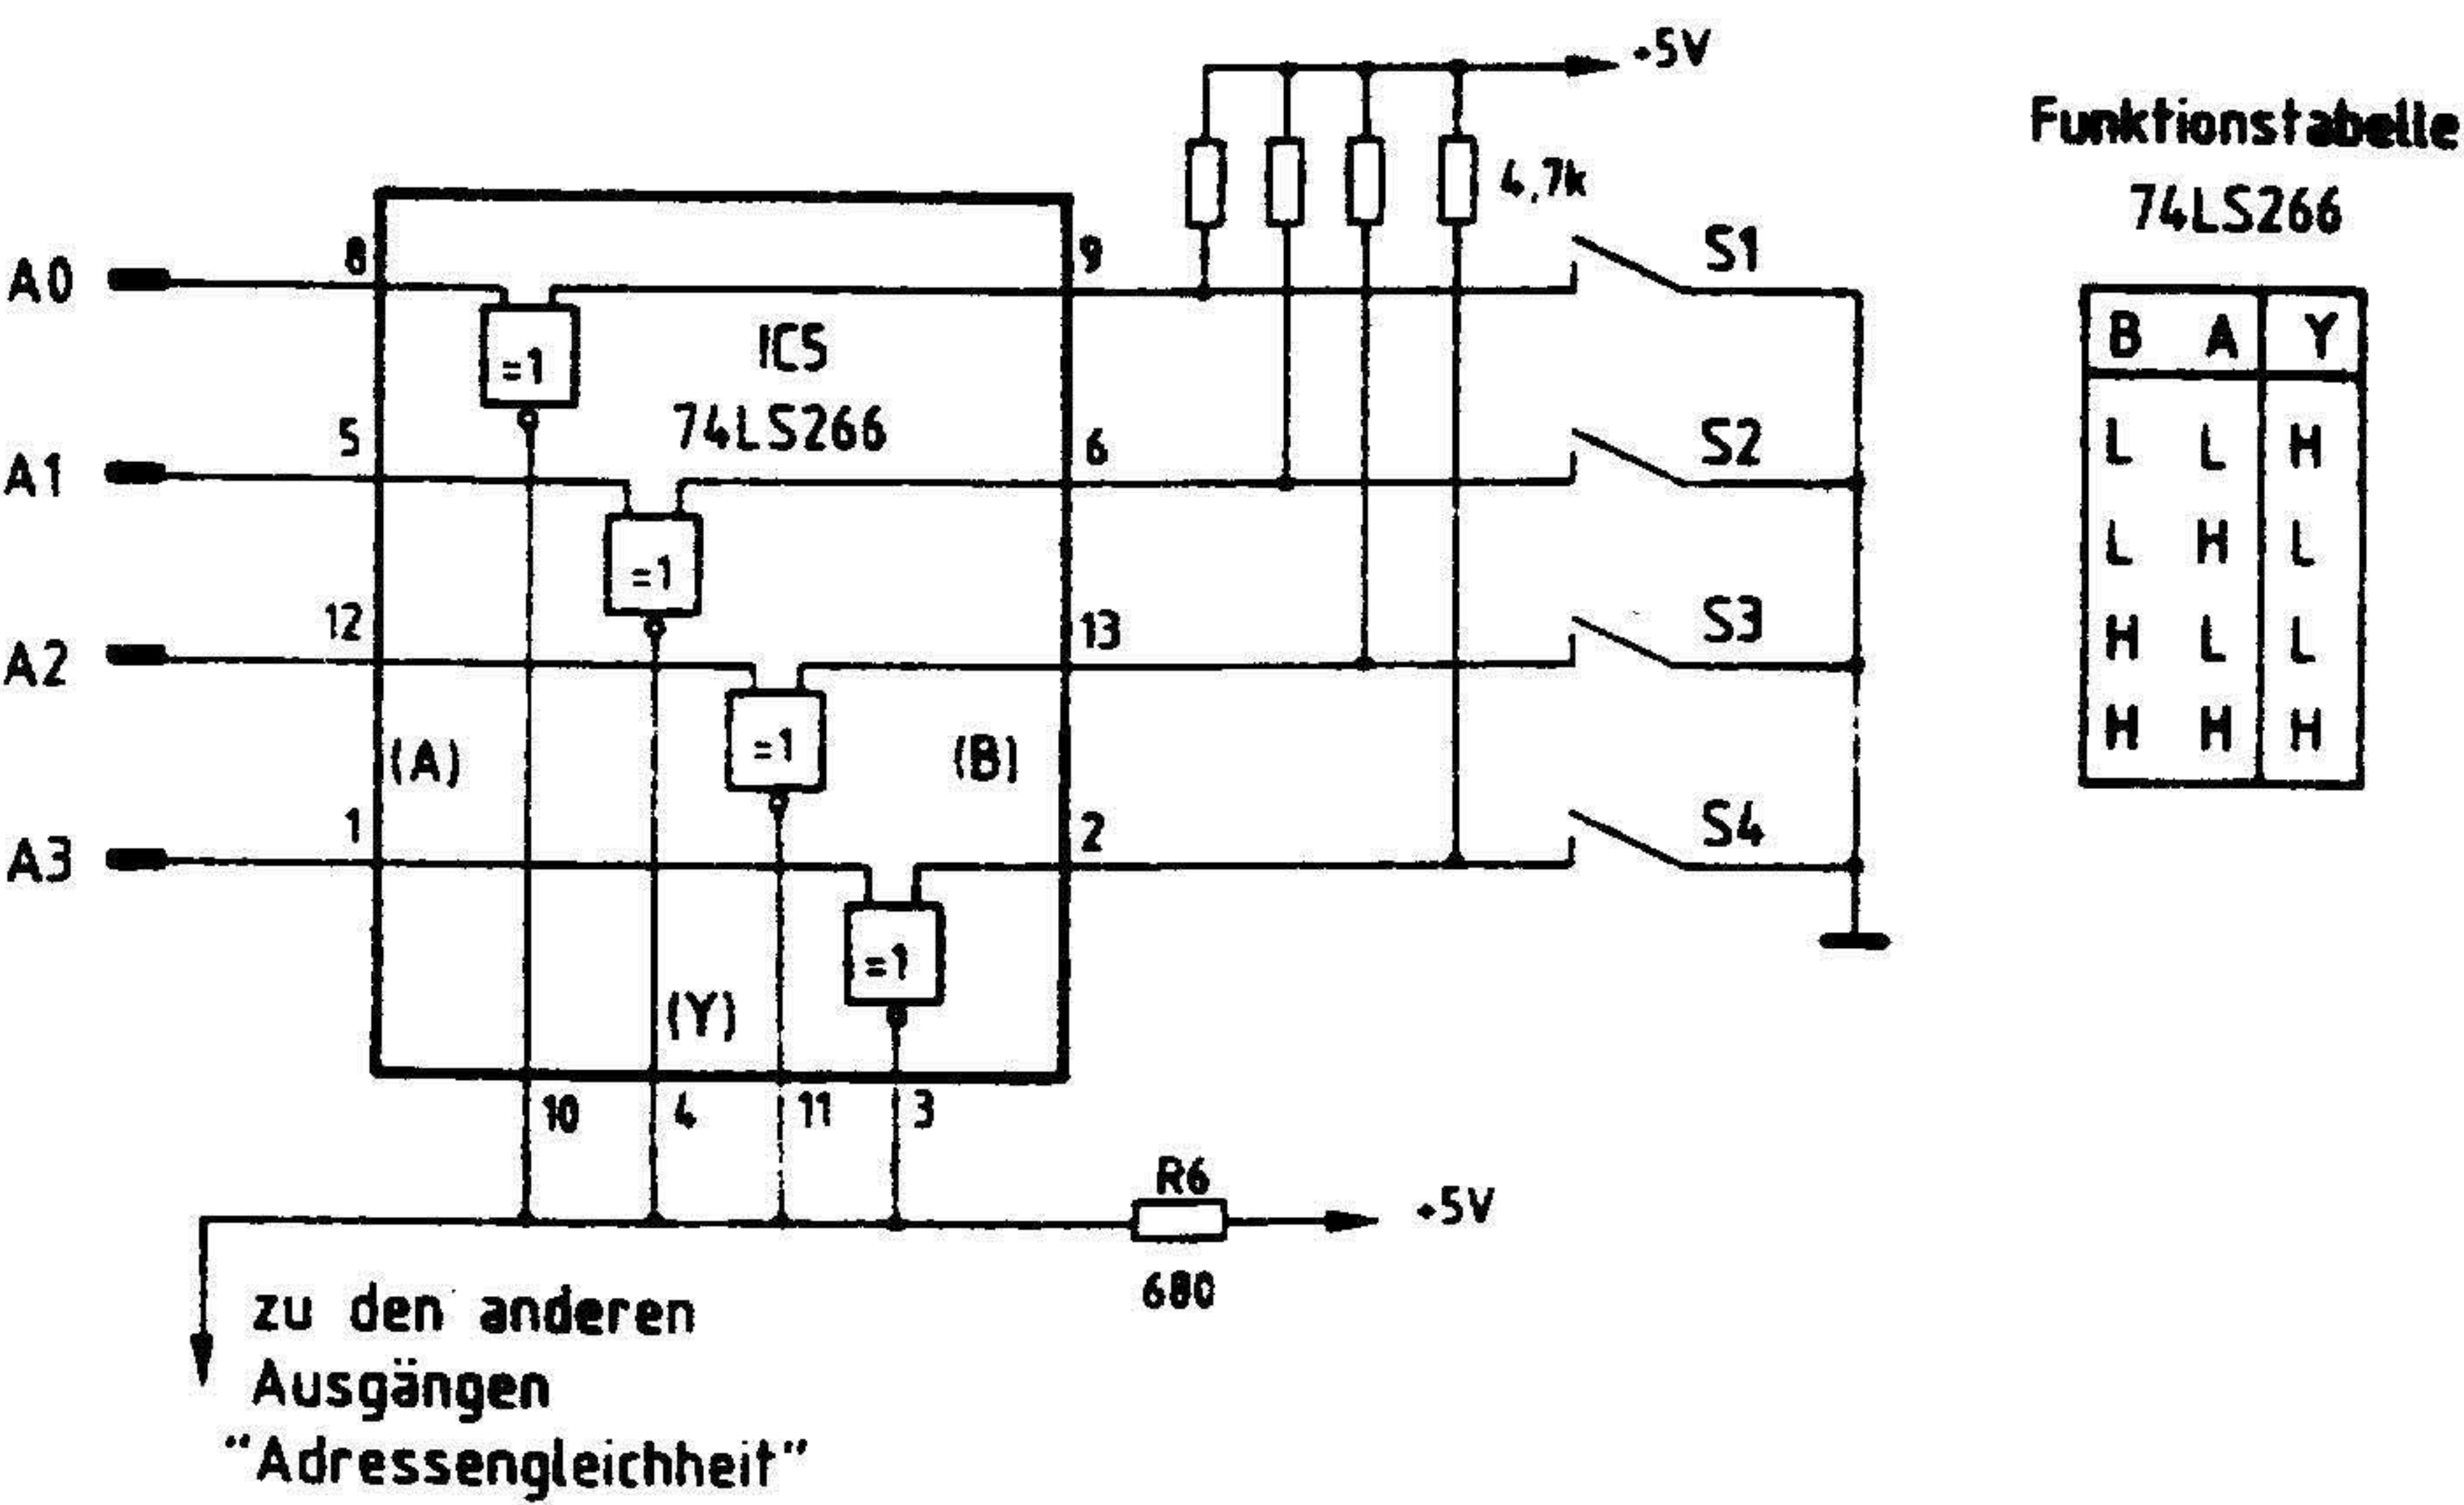 +5V
Funktionstabelle
74LS266
4,7k
A0
8
9
S1
=1
IC5
74LS266
B A Y
L L H
L H L
H L L
H H H
A1
5
6
S2
=1
A2
12
13
S3
=1
(A)
(B)
A3
1
2
S4
=1
(Y)
10
4
11
3
R6
680
+5V
zu den anderen
Ausgängen
"Adressengleichheit"